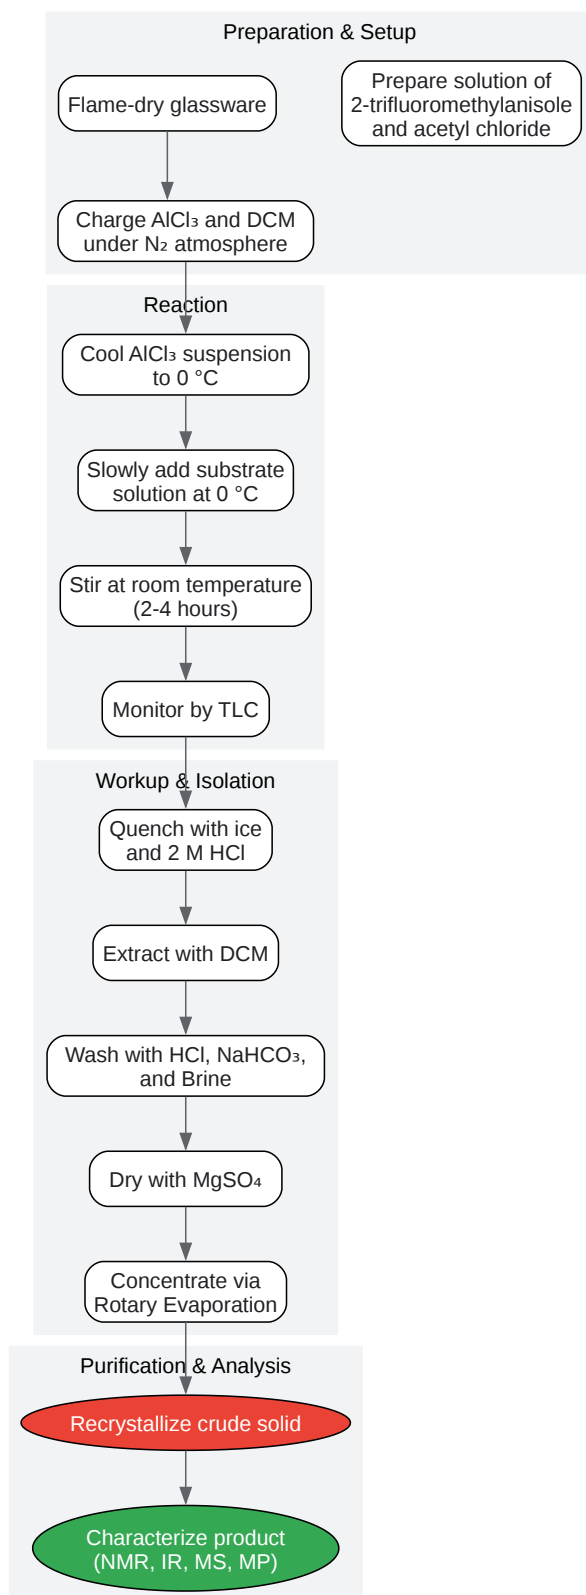 Preparation & Setup
Flame-dry glassware
Prepare solution of
2-trifluoromethylanisole
and acetyl chloride
Charge AlCl₃ and DCM
under N₂ atmosphere
Reaction
Cool AlCl₃ suspension
to 0 °C
Slowly add substrate
solution at 0 °C
Stir at room temperature
(2-4 hours)
Monitor by TLC
Workup & Isolation
Quench with ice
and 2 M HCl
Extract with DCM
Wash with HCl, NaHCO₃,
and Brine
Dry with MgSO₄
Concentrate via
Rotary Evaporation
Purification & Analysis
Recrystallize crude solid
Characterize product
(NMR, IR, MS, MP)